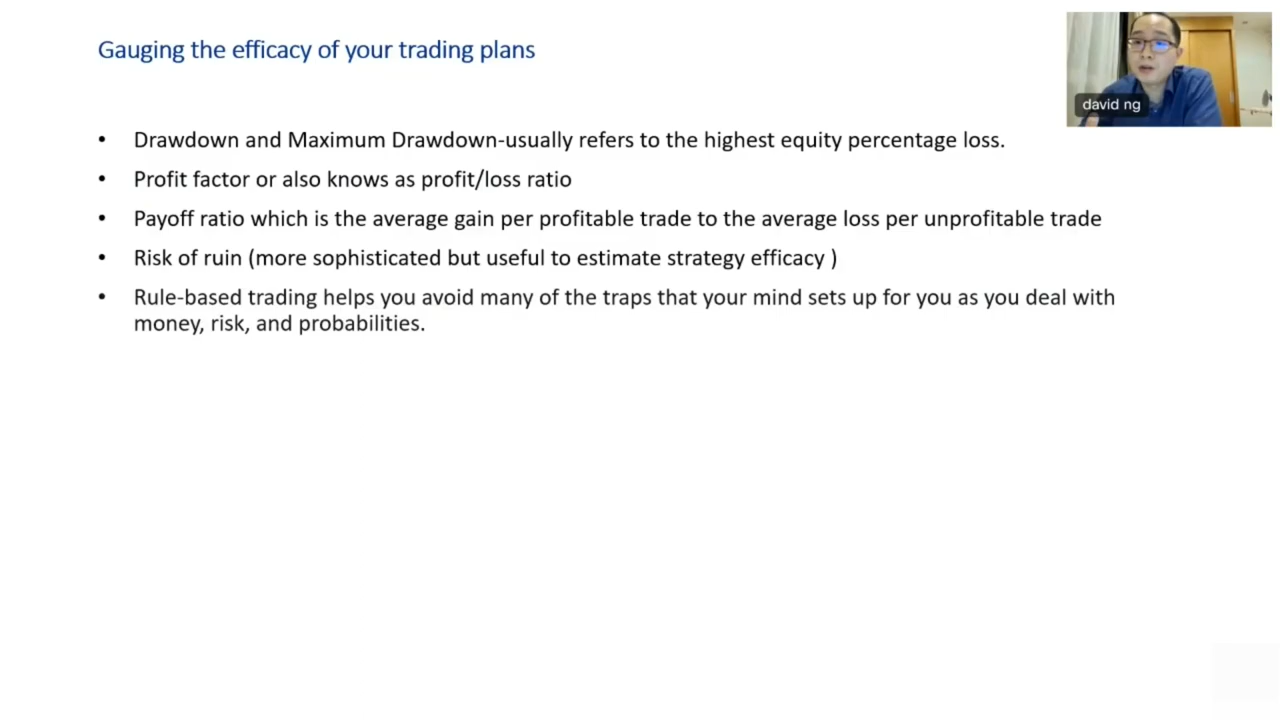 Gauging the efficacy of your trading plans
david ng
• Drawdown and Maximum Drawdown-usually refers to the highest equity percentage loss.
• Profit factor or also knows as profit/loss ratio
• Payoff ratio which is the average gain per profitable trade to the average loss per unprofitable trade
• Risk of ruin (more sophisticated but useful to estimate strategy efficacy )
• Rule-based trading helps you avoid many of the traps that your mind sets up for you as you deal with
money, risk, and probabilities.